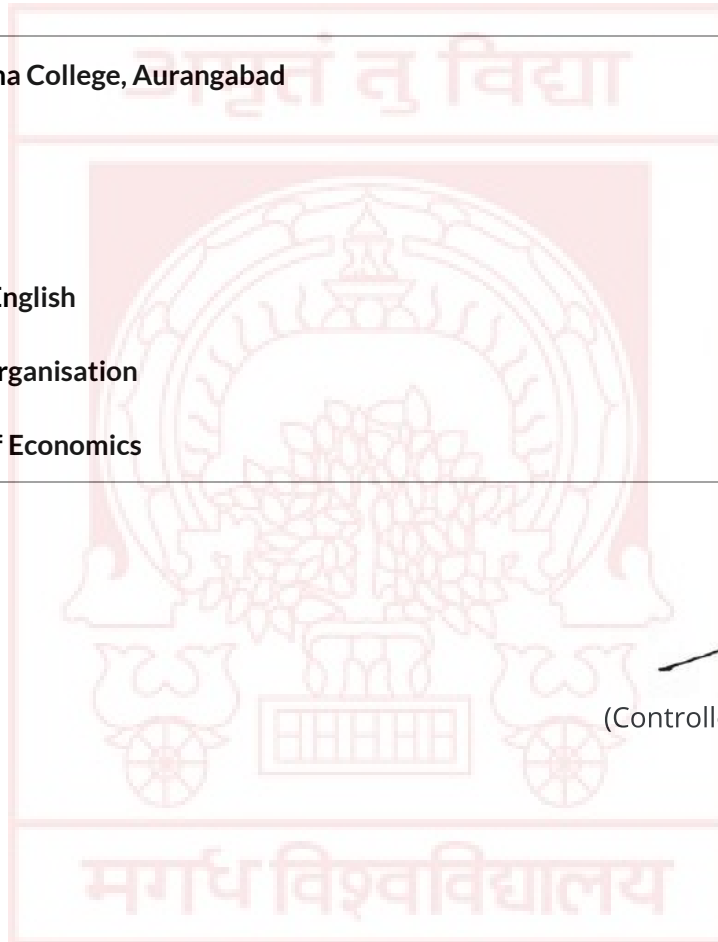 अमृतं तु विद्या
na College, Aurangabad
English
rganisation
f Economics
(Controll
मगध विश्वविद्यालय